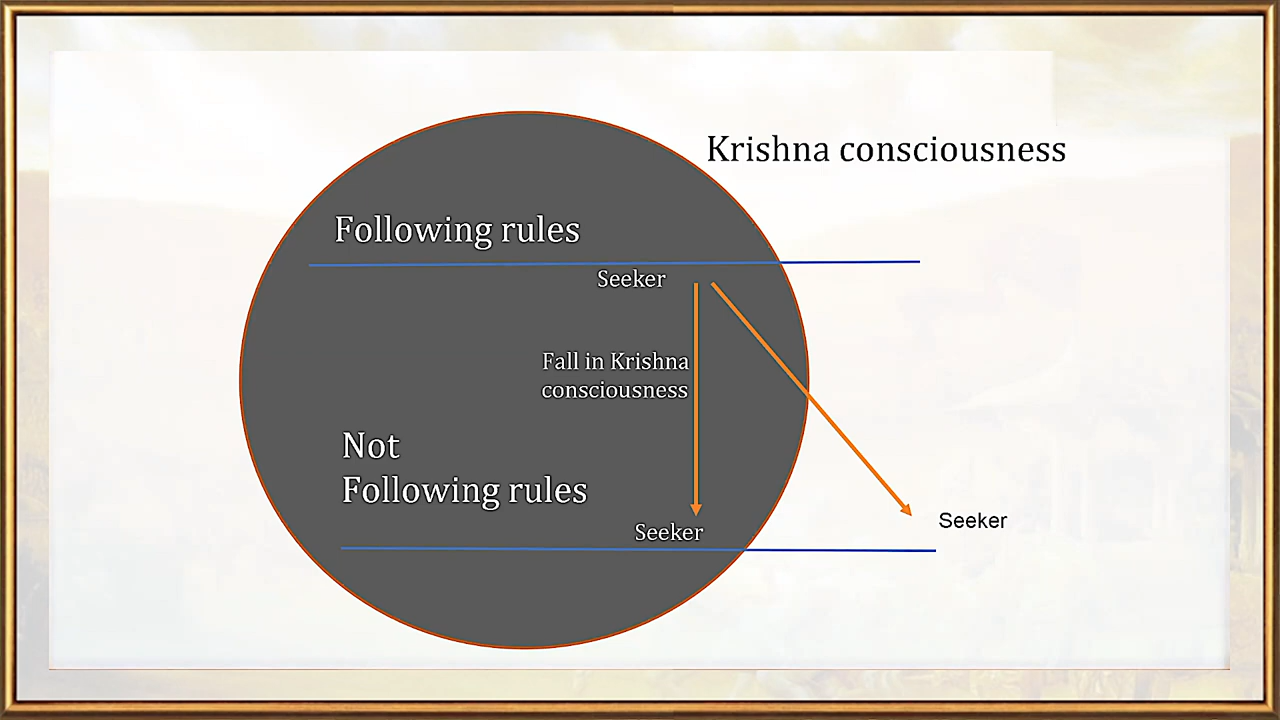 Krishna consciousness
Following rules
Seeker
Fall in Krishna
consciousness
Not
Following rules
Seeker
Seeker